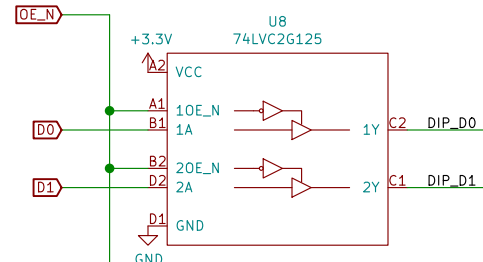 OE_N
U8
+3.3V
74LVC2G125
A2 VCC
A1 1OE_N
D0 B1 1A 1Y C2 DIP_D0
B2 2OE_N
D1 D2 2A 2Y C1 DIP_D1
D1 GND
GND